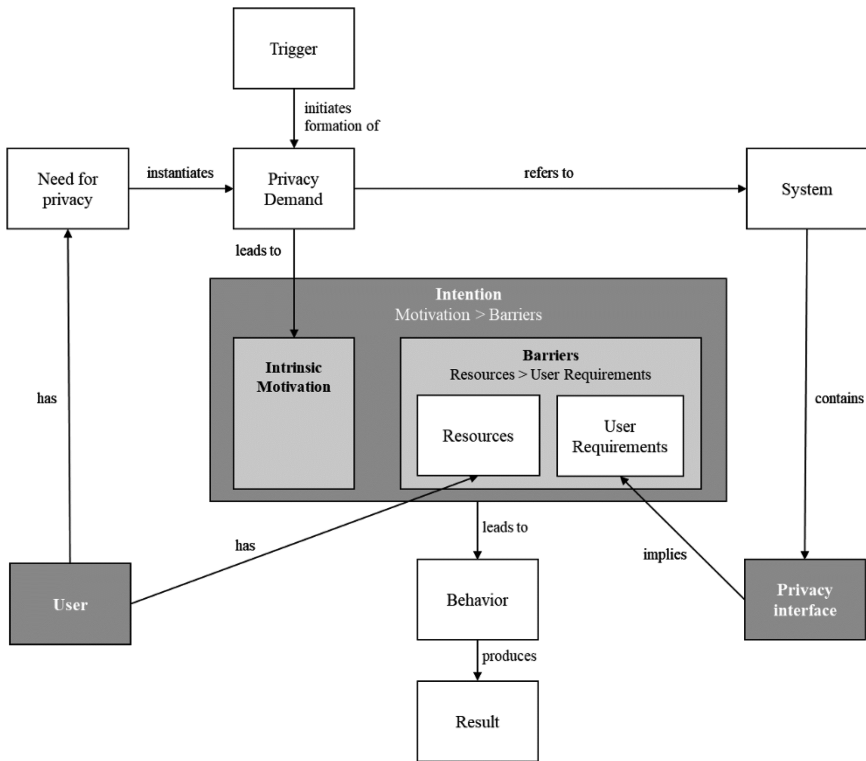 Trigger
initiates
formation of
Need for
privacy
instantiates
Privacy
Demand
refers to
System
leads to
Intention
Motivation > Barriers
Intrinsic
Motivation
Barriers
Resources > User Requirements
Resources
User
Requirements
has
contains
has
leads to
implies
User
Behavior
Privacy
interface
produces
Result